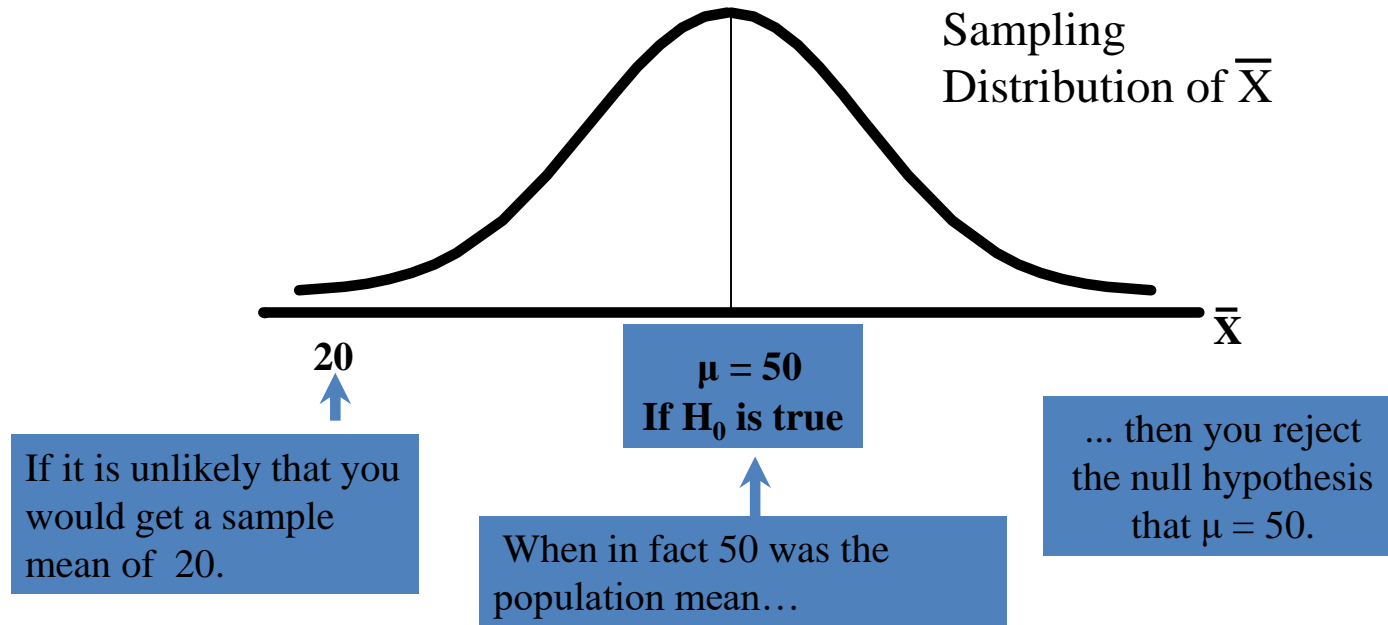 Sampling
Distribution of X̅
X̅
20
μ = 50
If H₀ is true
If it is unlikely that you
would get a sample
mean of 20.
When in fact 50 was the
population mean…
... then you reject
the null hypothesis
that μ = 50.